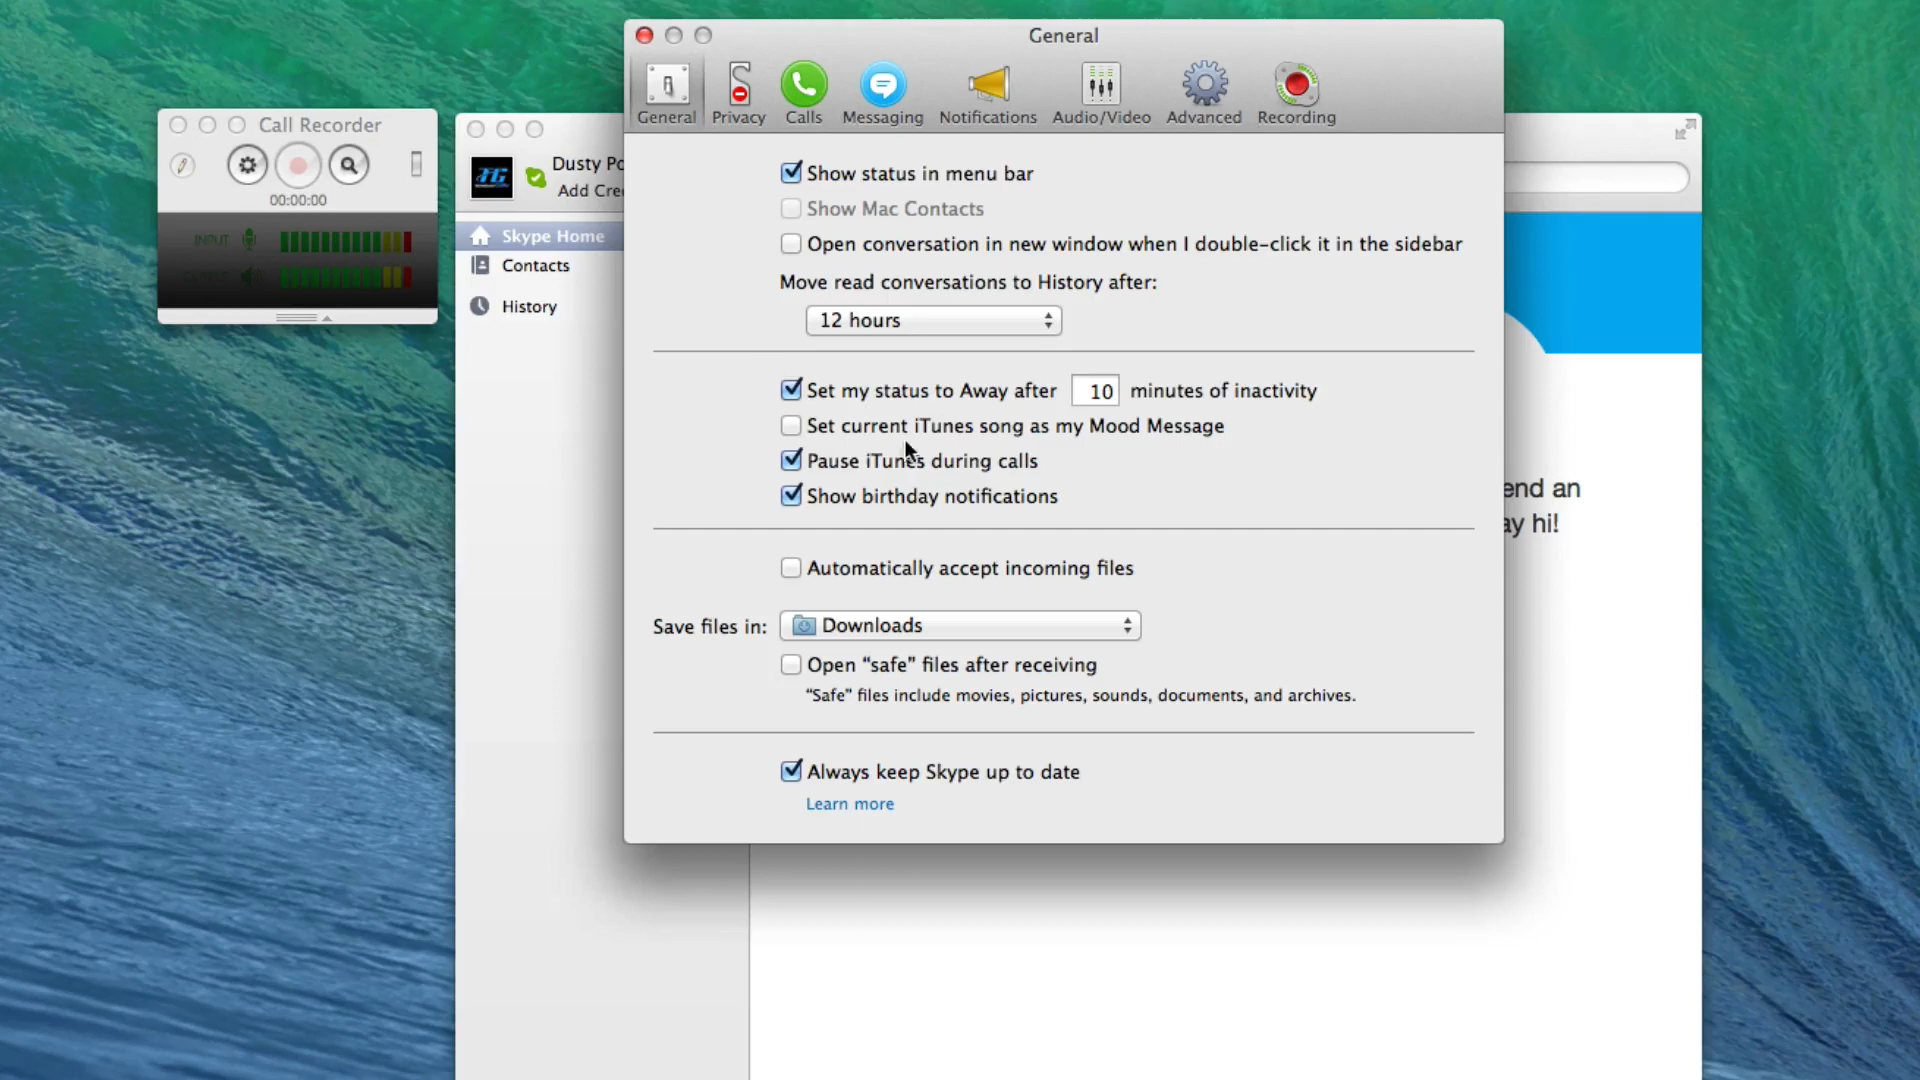 General
General Privacy Calls Messaging Notifications Audio/Video Advanced Recording
Call Recorder
00:00:00
INPUT
Dusty Po
Add Cre
Skype Home
Contacts
History
Show status in menu bar
Show Mac Contacts
Open conversation in new window when I double-click it in the sidebar
Move read conversations to History after:
12 hours
Set my status to Away after 10 minutes of inactivity
Set current iTunes song as my Mood Message
Pause iTunes during calls
Show birthday notifications
end an
ay hi!
Automatically accept incoming files
Save files in: Downloads
Open “safe” files after receiving
“Safe” files include movies, pictures, sounds, documents, and archives.
Always keep Skype up to date
Learn more